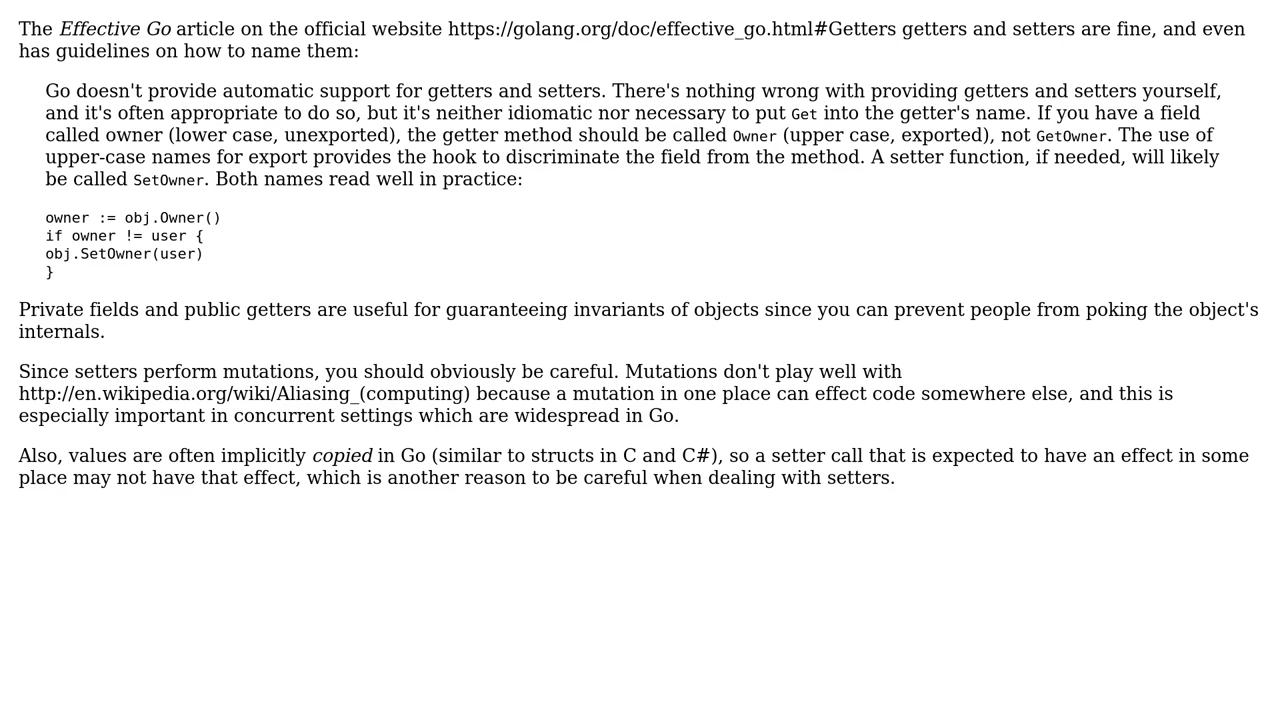 The Effective Go article on the official website https://golang.org/doc/effective_go.html#Getters getters and setters are fine, and even
has guidelines on how to name them:
Go doesn't provide automatic support for getters and setters. There's nothing wrong with providing getters and setters yourself,
and it's often appropriate to do so, but it's neither idiomatic nor necessary to put Get into the getter's name. If you have a field
called owner (lower case, unexported), the getter method should be called Owner (upper case, exported), not GetOwner. The use of
upper-case names for export provides the hook to discriminate the field from the method. A setter function, if needed, will likely
be called SetOwner. Both names read well in practice:
owner := obj.Owner()
if owner != user {
obj.SetOwner(user)
}
Private fields and public getters are useful for guaranteeing invariants of objects since you can prevent people from poking the object's
internals.
Since setters perform mutations, you should obviously be careful. Mutations don't play well with
http://en.wikipedia.org/wiki/Aliasing_(computing) because a mutation in one place can effect code somewhere else, and this is
especially important in concurrent settings which are widespread in Go.
Also, values are often implicitly copied in Go (similar to structs in C and C#), so a setter call that is expected to have an effect in some
place may not have that effect, which is another reason to be careful when dealing with setters.